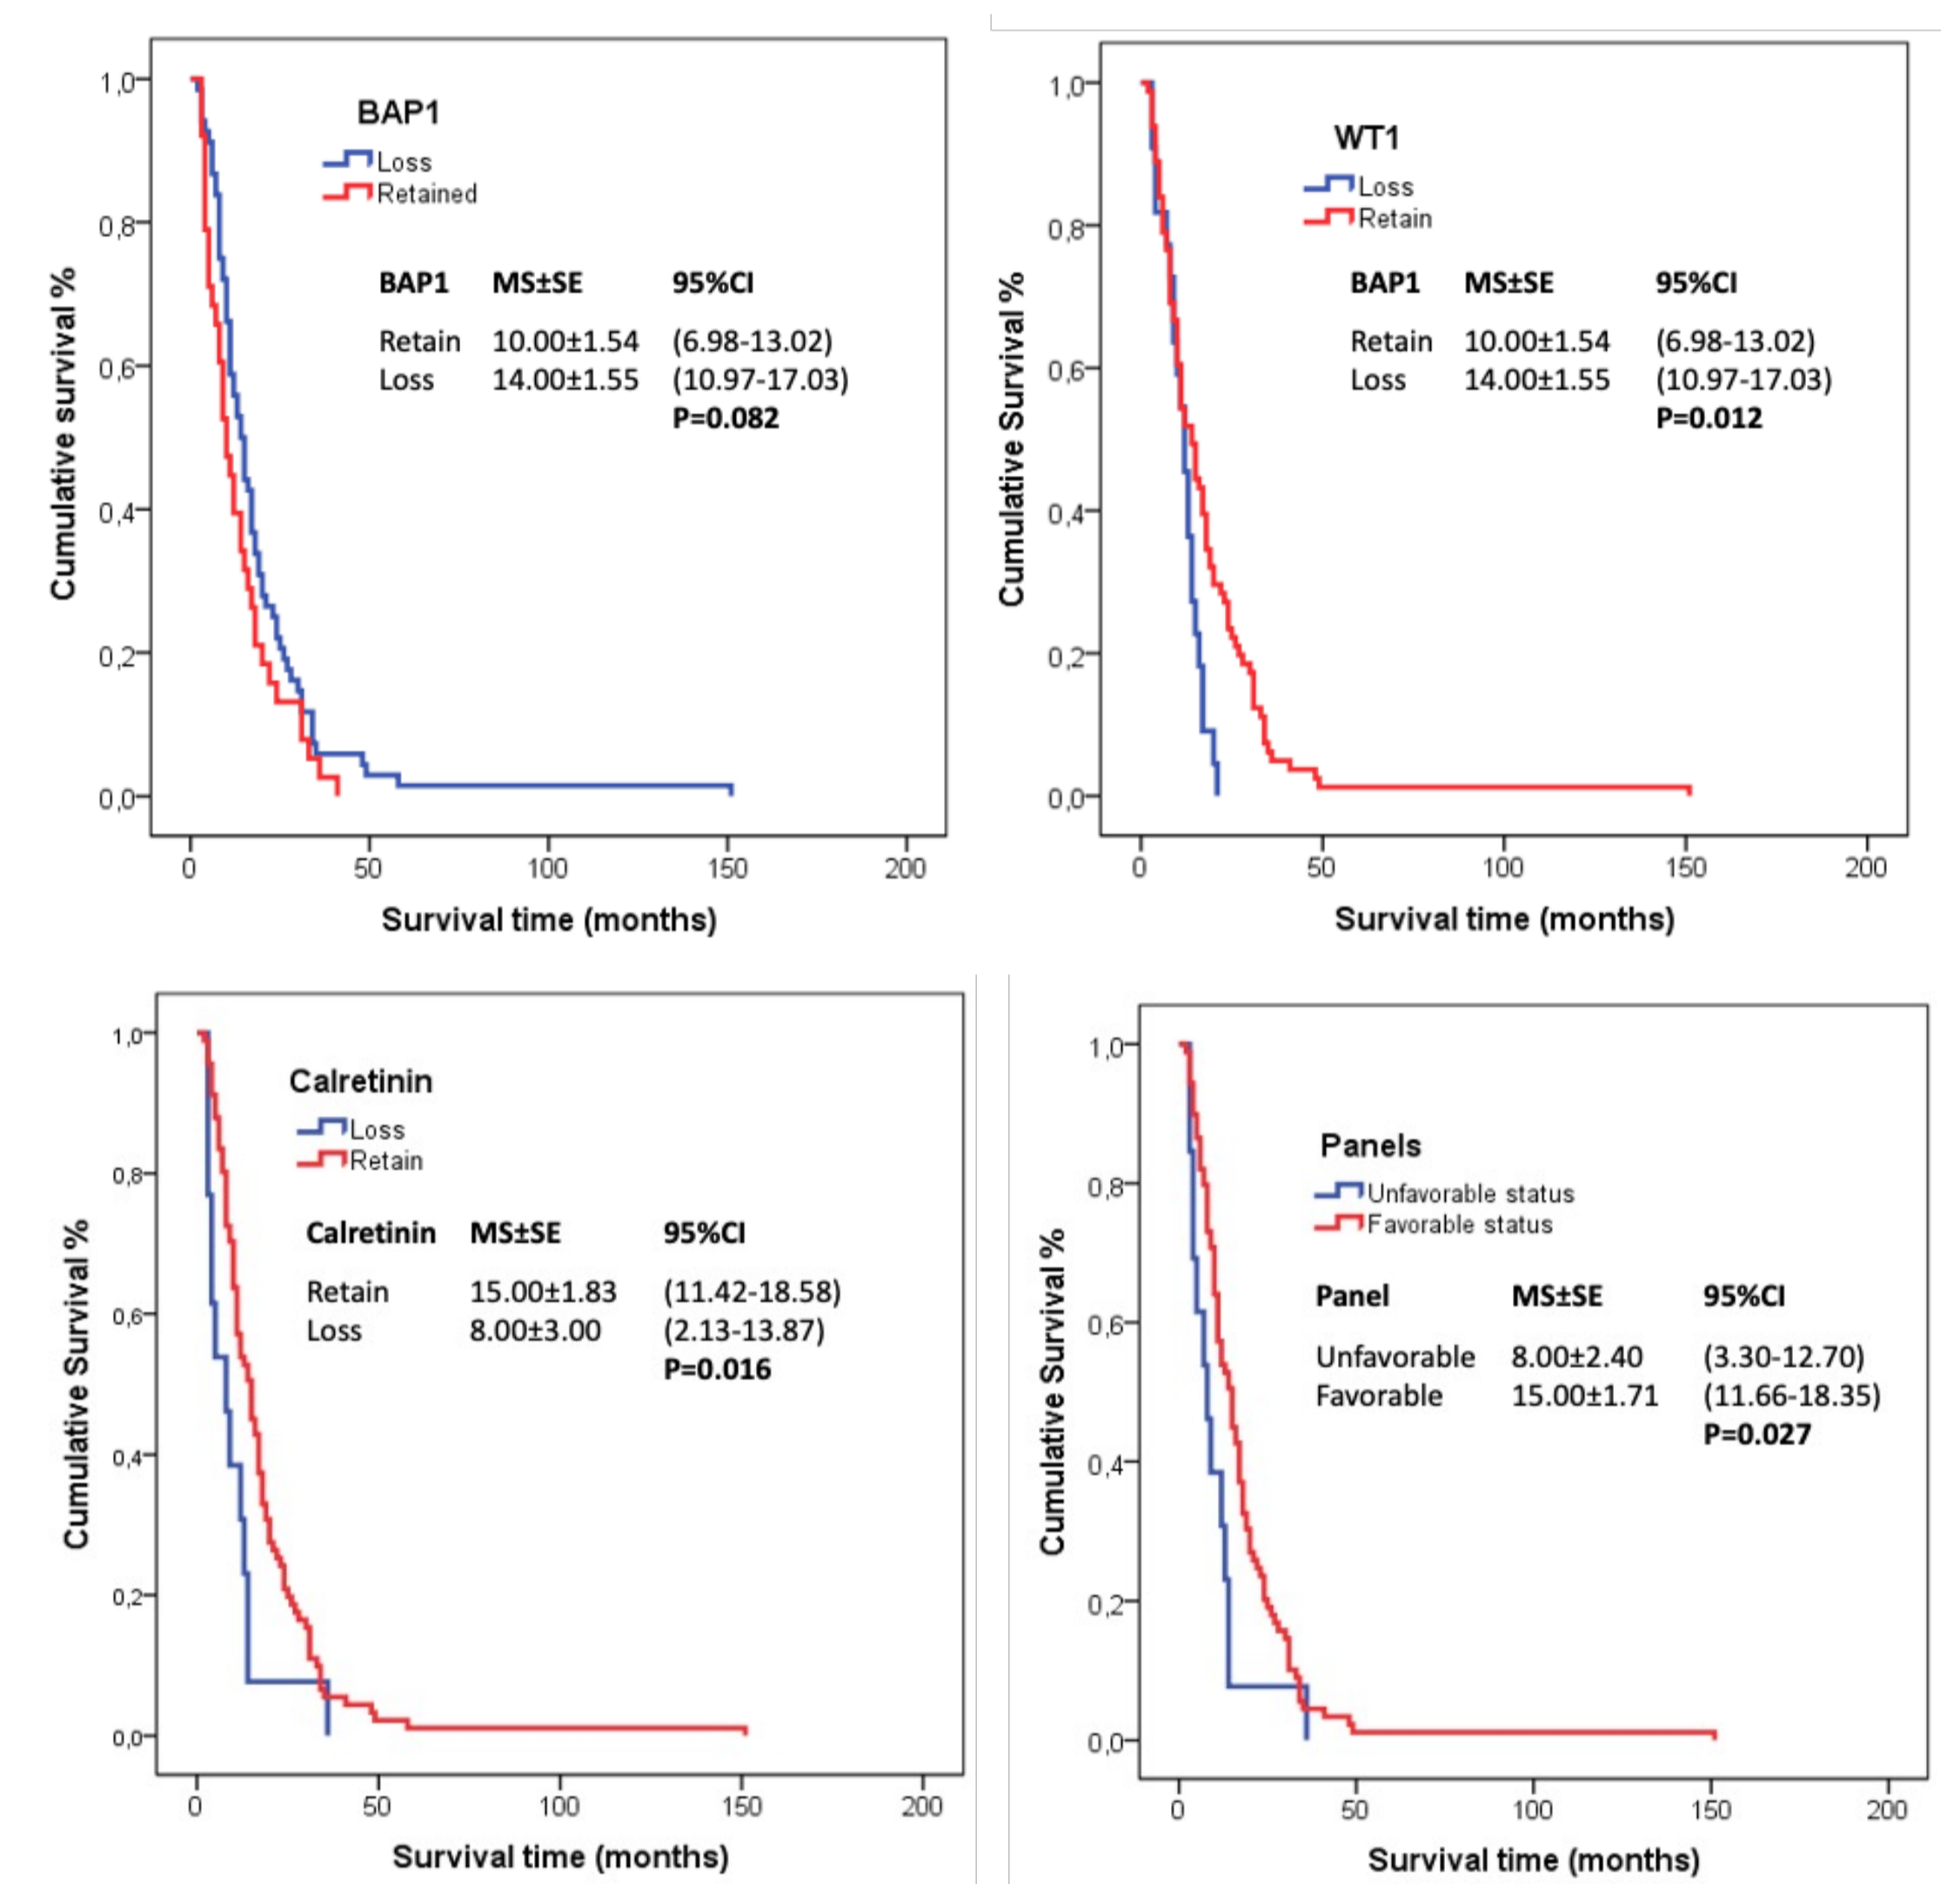 BAP1
Loss
Retained
BAP1 MS±SE 95%CI
Retain 10.00±1.54 (6.98-13.02)
Loss 14.00±1.55 (10.97-17.03)
P=0.082
Cumulative survival %
1,0
0,8
0,6
0,4
0,2
0,0
0 50 100 150 200
Survival time (months)
WT1
Loss
Retain
BAP1 MS±SE 95%CI
Retain 10.00±1.54 (6.98-13.02)
Loss 14.00±1.55 (10.97-17.03)
P=0.012
Cumulative Survival %
1,0
0,8
0,6
0,4
0,2
0,0
0 50 100 150 200
Survival time (months)
Calretinin
Loss
Retain
Calretinin MS±SE 95%CI
Retain 15.00±1.83 (11.42-18.58)
Loss 8.00±3.00 (2.13-13.87)
P=0.016
Cumulative Survival %
1,0
0,8
0,6
0,4
0,2
0,0
0 50 100 150 200
Survival time (months)
Panels
Unfavorable status
Favorable status
Panel MS±SE 95%CI
Unfavorable 8.00±2.40 (3.30-12.70)
Favorable 15.00±1.71 (11.66-18.35)
P=0.027
Cumulative Survival %
1,0
0,8
0,6
0,4
0,2
0,0
0 50 100 150 200
Survival time (months)